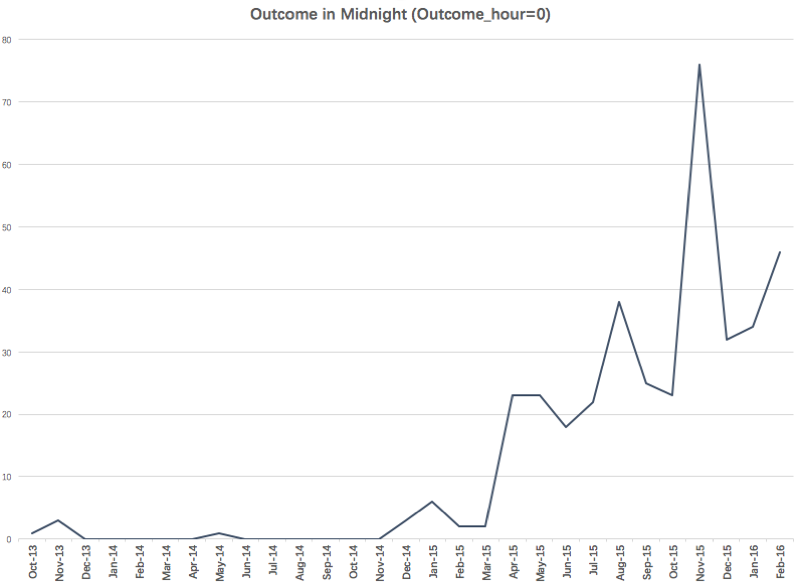 Outcome in Midnight (Outcome_hour=0)
80
70
60
50
40
30
20
10
0
Oct-13
Nov-13
Dec-13
Jan-14
Feb-14
Mar-14
Apr-14
May-14
Jun-14
Jul-14
Aug-14
Sep-14
Oct-14
Nov-14
Dec-14
Jan-15
Feb-15
Mar-15
Apr-15
May-15
Jun-15
Jul-15
Aug-15
Sep-15
Oct-15
Nov-15
Dec-15
Jan-16
Feb-16